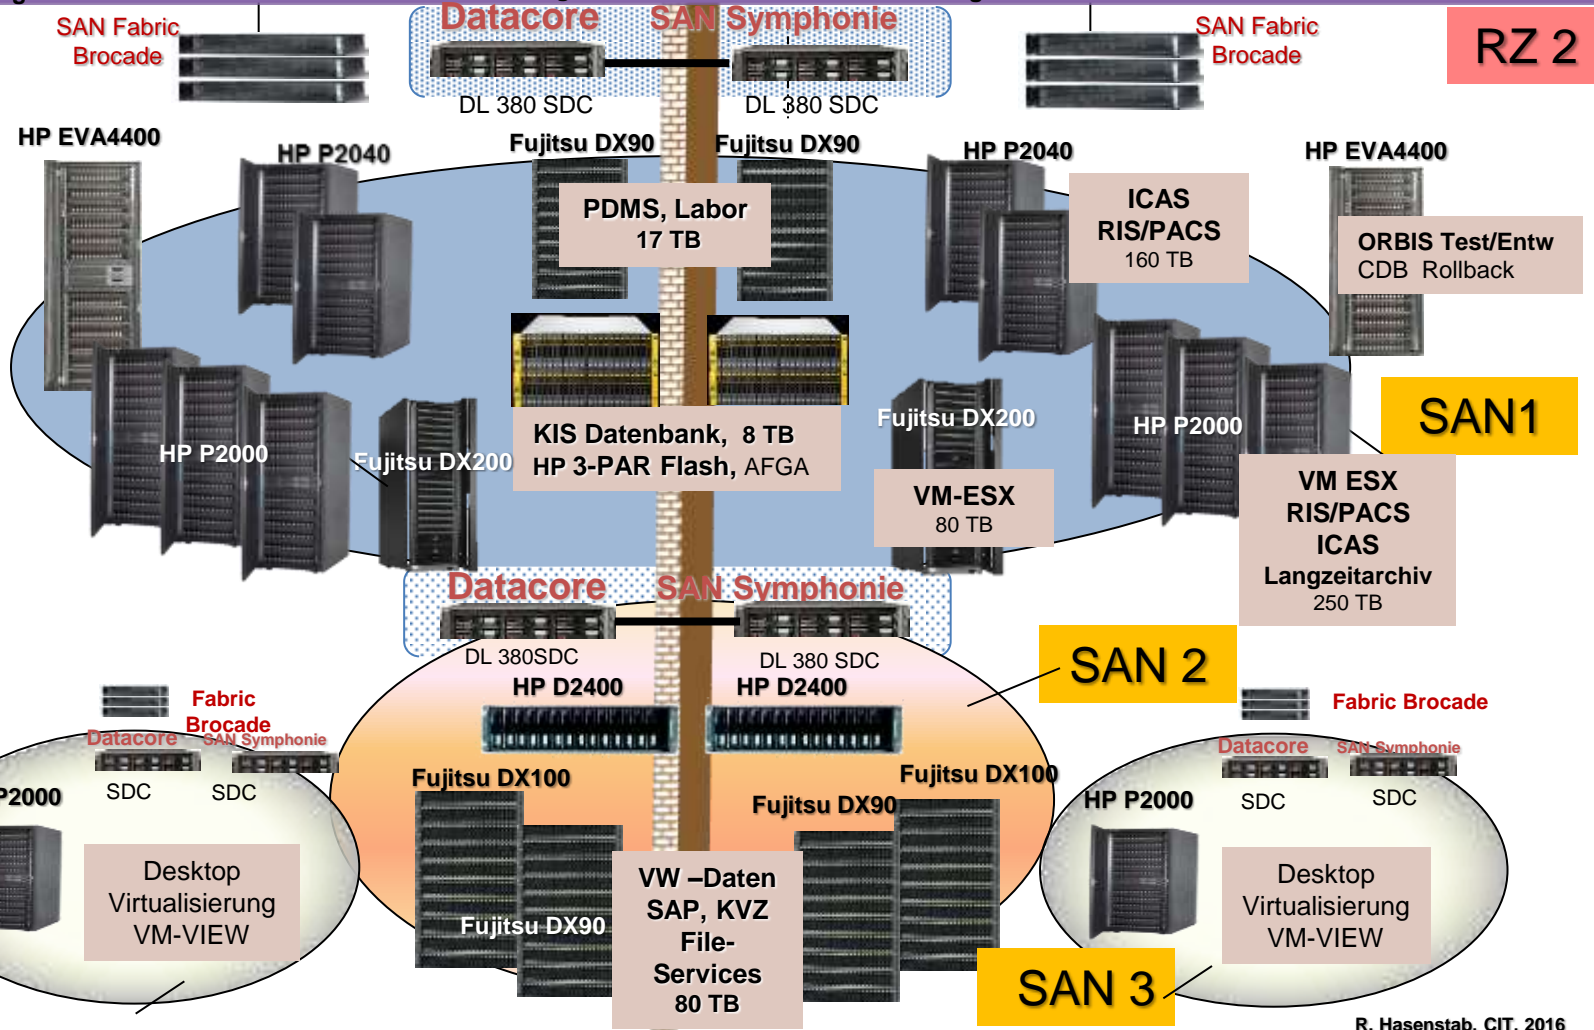 Datacore
SAN Symphonie
SAN Fabric
Brocade
SAN Fabric
Brocade
RZ 2
DL 380 SDC
DL 380 SDC
HP EVA4400
HP P2040
Fujitsu DX90
Fujitsu DX90
HP P2040
HP EVA4400
PDMS, Labor
17 TB
ICAS
RIS/PACS
160 TB
ORBIS Test/Entw
CDB Rollback
SAN1
KIS Datenbank, 8 TB
HP 3-PAR Flash, AFGA
Fujitsu DX200
HP P2000
HP P2000
Fujitsu DX200
VM-ESX
80 TB
VM ESX
RIS/PACS
ICAS
Langzeitarchiv
250 TB
Datacore
SAN Symphonie
DL 380SDC
DL 380 SDC
SAN 2
HP D2400
HP D2400
Fabric
Brocade
Fabric Brocade
Datacore
SAN Symphonie
Datacore
SAN Symphonie
SDC
SDC
SDC
SDC
P2000
Fujitsu DX100
Fujitsu DX100
Fujitsu DX90
HP P2000
Desktop
Virtualisierung
VM-VIEW
Fujitsu DX90
VW –Daten
SAP, KVZ
File-
Services
80 TB
Desktop
Virtualisierung
VM-VIEW
SAN 3
R. Hasenstab, CIT, 2016